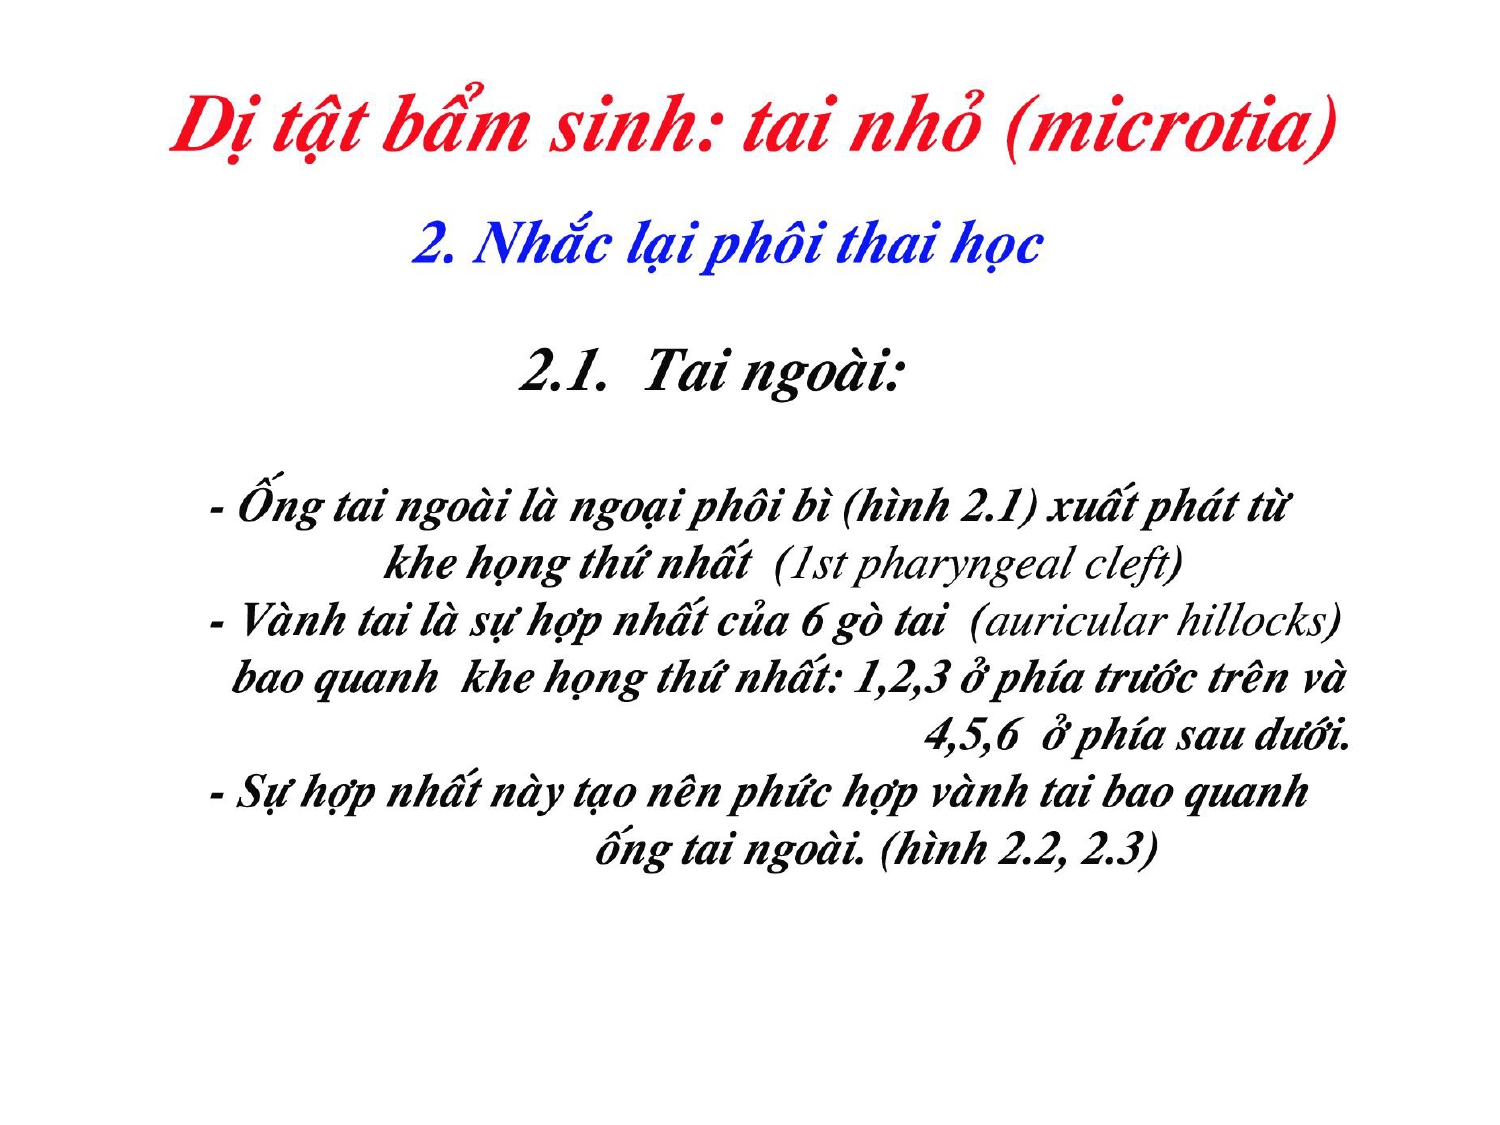 Dị tật bẩm sinh: tai nhỏ (microtia)
2. Nhắc lại phôi thai học
2.1. Tai ngoài:
- Ống tai ngoài là ngoại phôi bì (hình 2.1) xuất phát từ
khe họng thứ nhất (1st pharyngeal cleft)
- Vành tai là sự hợp nhất của 6 gò tai (auricular hillocks)
bao quanh khe họng thứ nhất: 1,2,3 ở phía trước trên và
4,5,6 ở phía sau dưới.
- Sự hợp nhất này tạo nên phức hợp vành tai bao quanh
ống tai ngoài. (hình 2.2, 2.3)